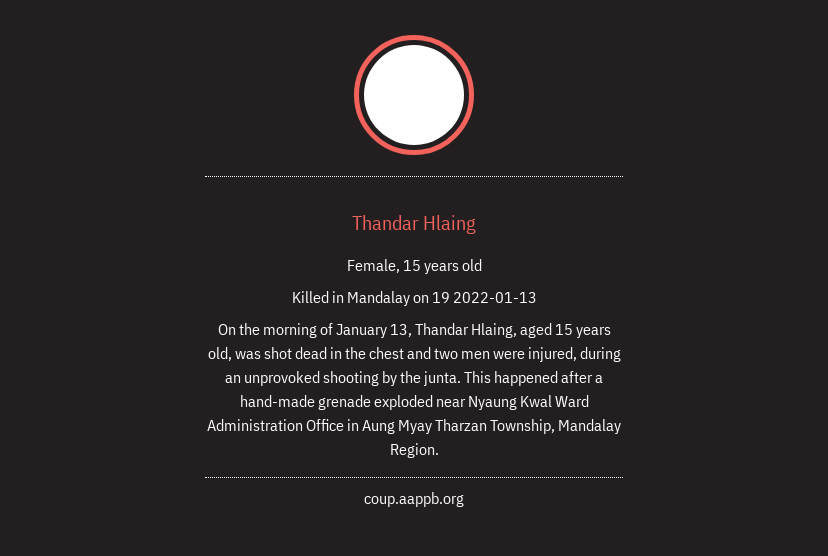 Thandar Hlaing
Female, 15 years old
Killed in Mandalay on 19 2022-01-13
On the morning of January 13, Thandar Hlaing, aged 15 years
old, was shot dead in the chest and two men were injured, during
an unprovoked shooting by the junta. This happened after a
hand-made grenade exploded near Nyaung Kwal Ward
Administration Office in Aung Myay Tharzan Township, Mandalay
Region.
coup.aappb.org